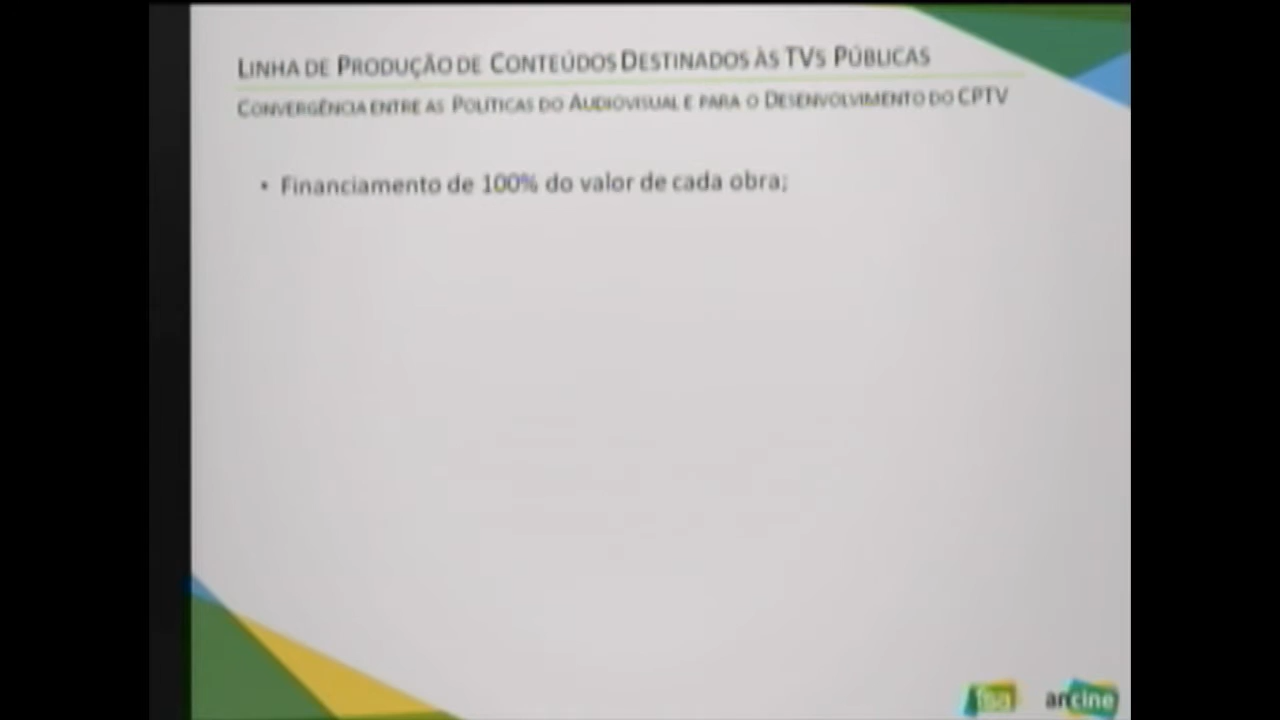 LINHA DE PRODUÇÃO DE CONTEÚDOS DESTINADOS ÀS TVS PÚBLICAS
CONVERGÊNCIA ENTRE AS POLÍTICAS DO AUDIOVISUAL E PARA O DESENVOLVIMENTO DO CPTV
• Financiamento de 100% do valor de cada obra;
fsa ancine